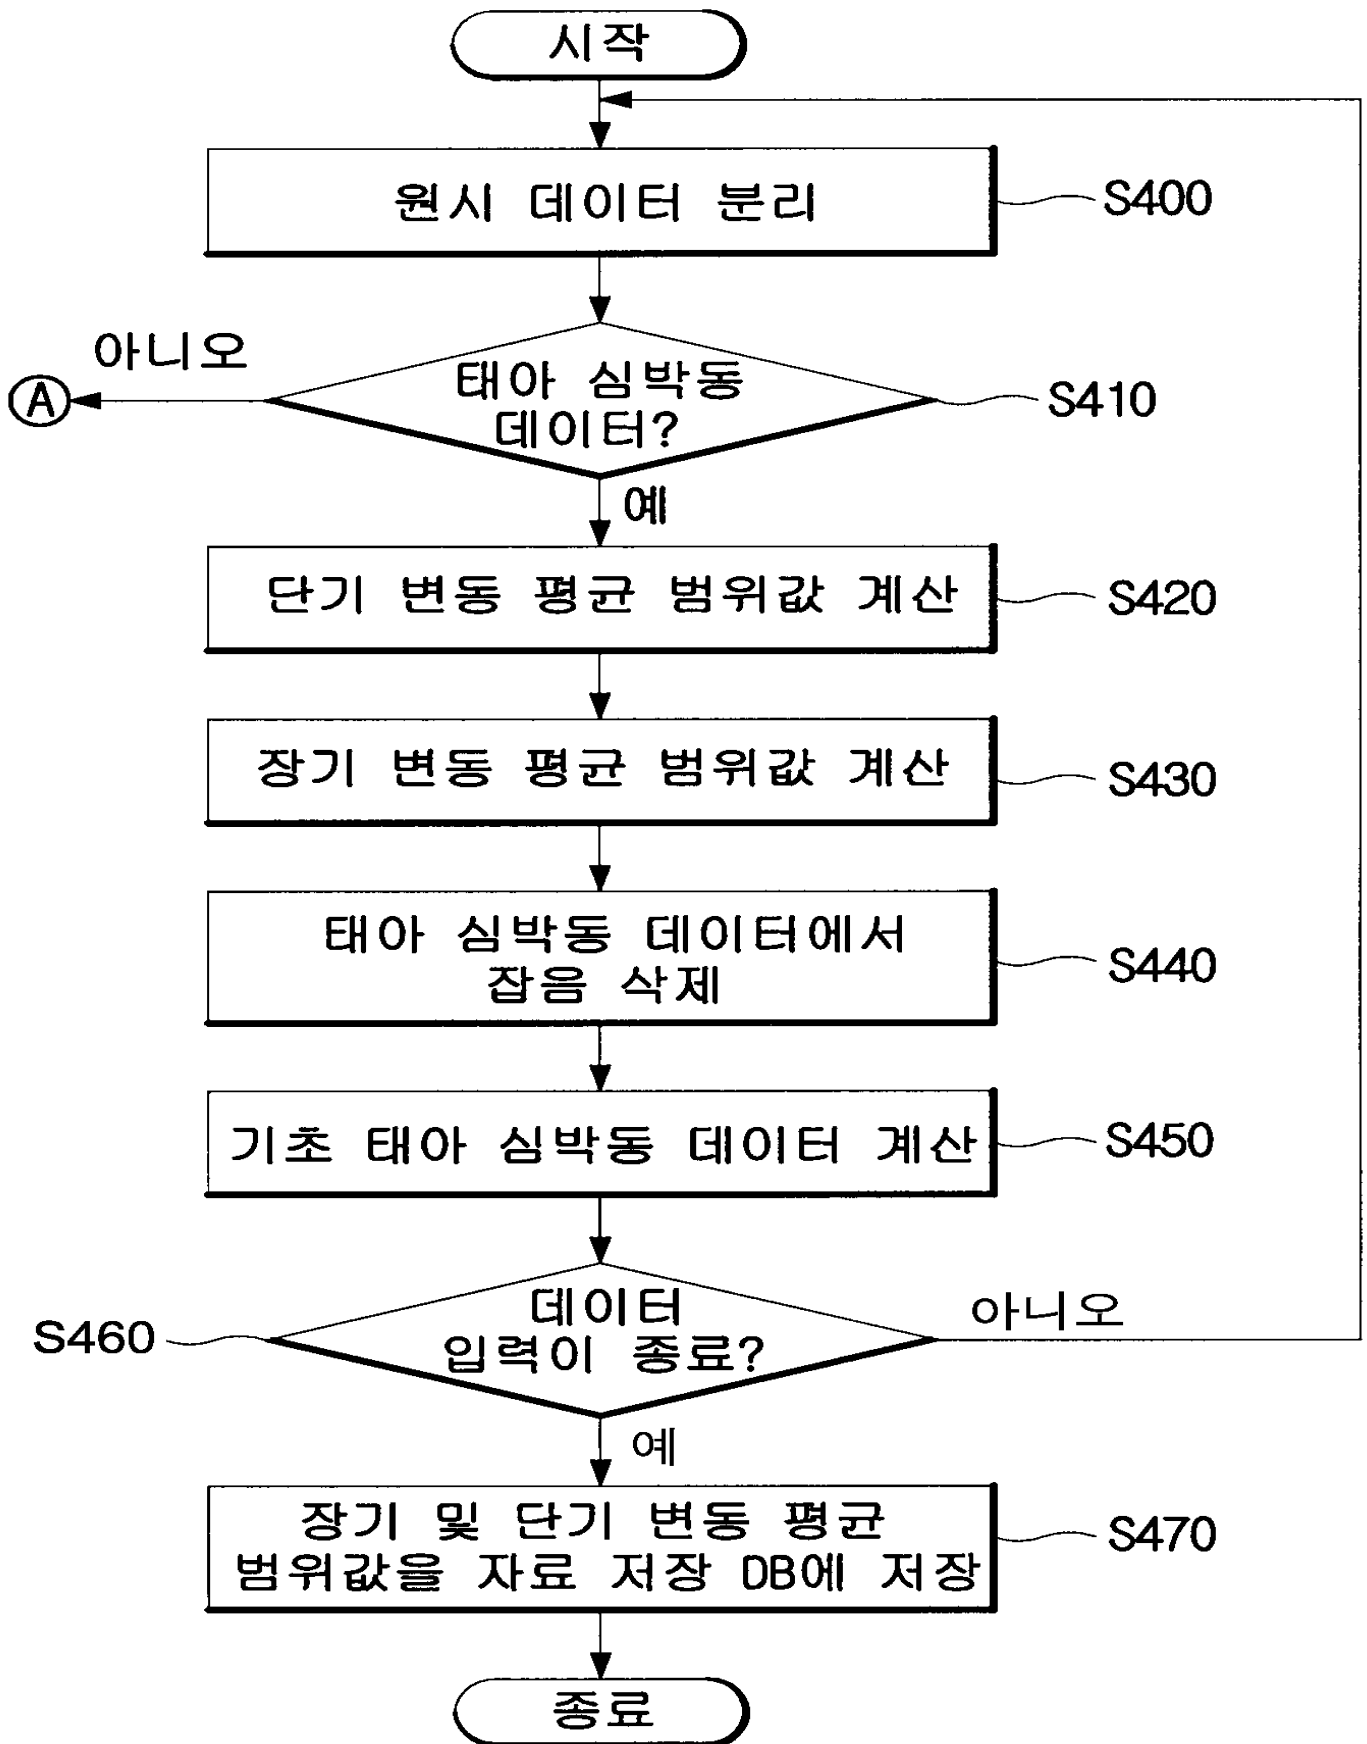 시작
원시 데이터 분리
S400
아니오
A
태아 심박동
데이터?
S410
예
단기 변동 평균 범위값 계산
S420
장기 변동 평균 범위값 계산
S430
태아 심박동 데이터에서
잡음 삭제
S440
기초 태아 심박동 데이터 계산
S450
데이터
입력이 종료?
S460
아니오
예
장기 및 단기 변동 평균
범위값을 자료 저장 DB에 저장
S470
종료